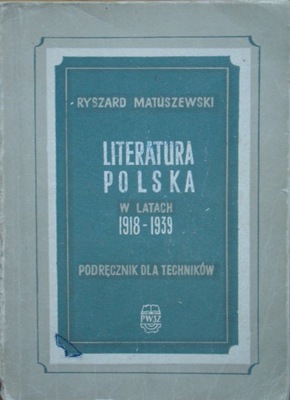 RYSZARD MATUSZEWSKI
LITERATURA
POLSKA
W LATACH
1918-1939
PODRĘCZNIK DLA TECHNIKÓW
PWSZ